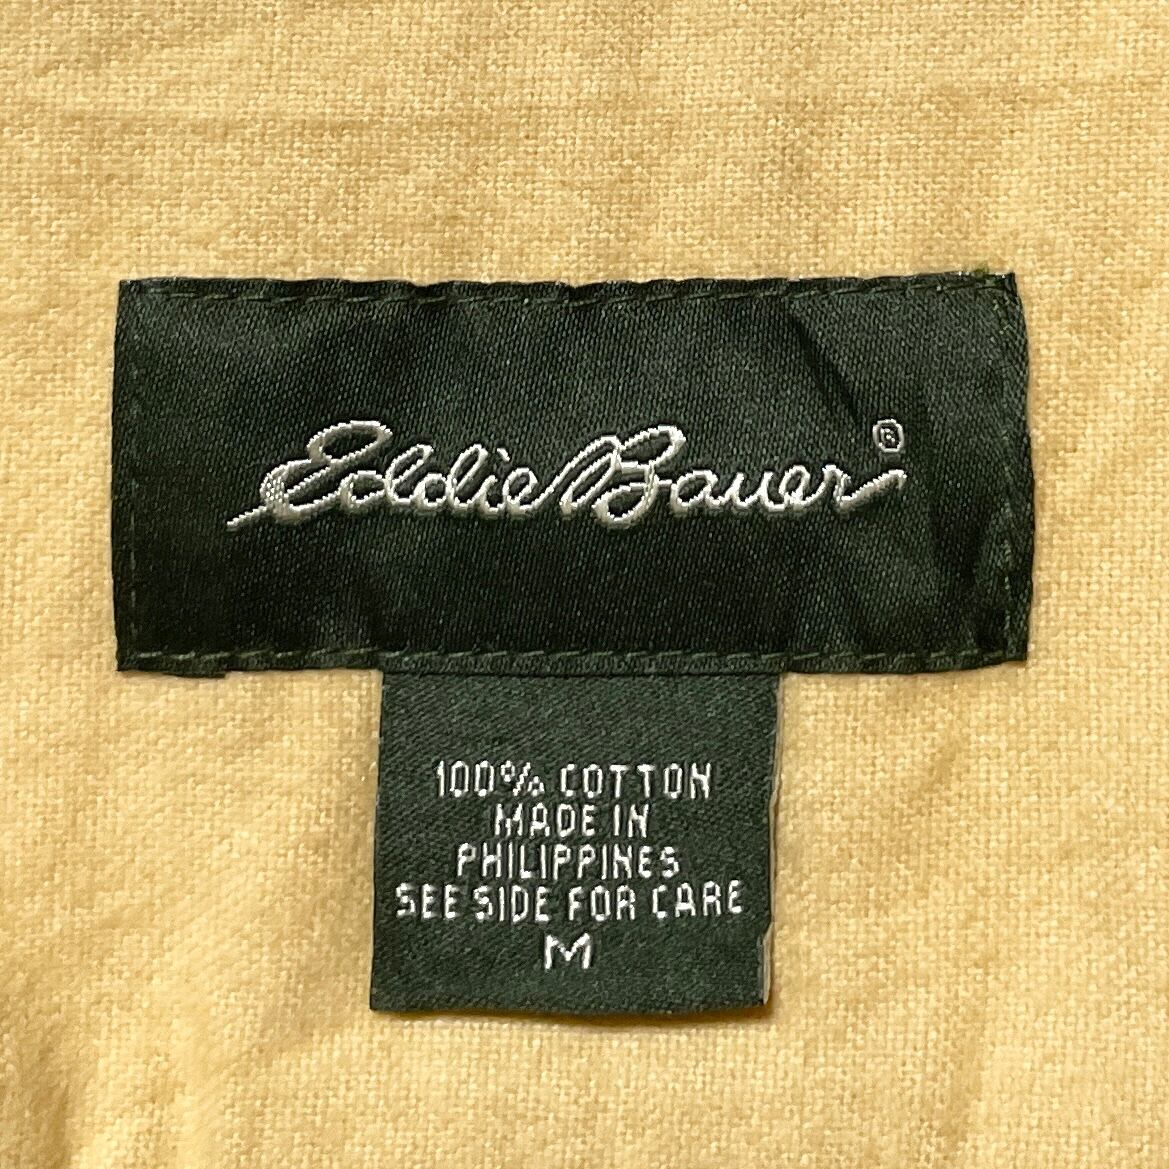 Eddie Bauer®
100% COTTON
MADE IN
PHILIPPINES
SEE SIDE FOR CARE
M